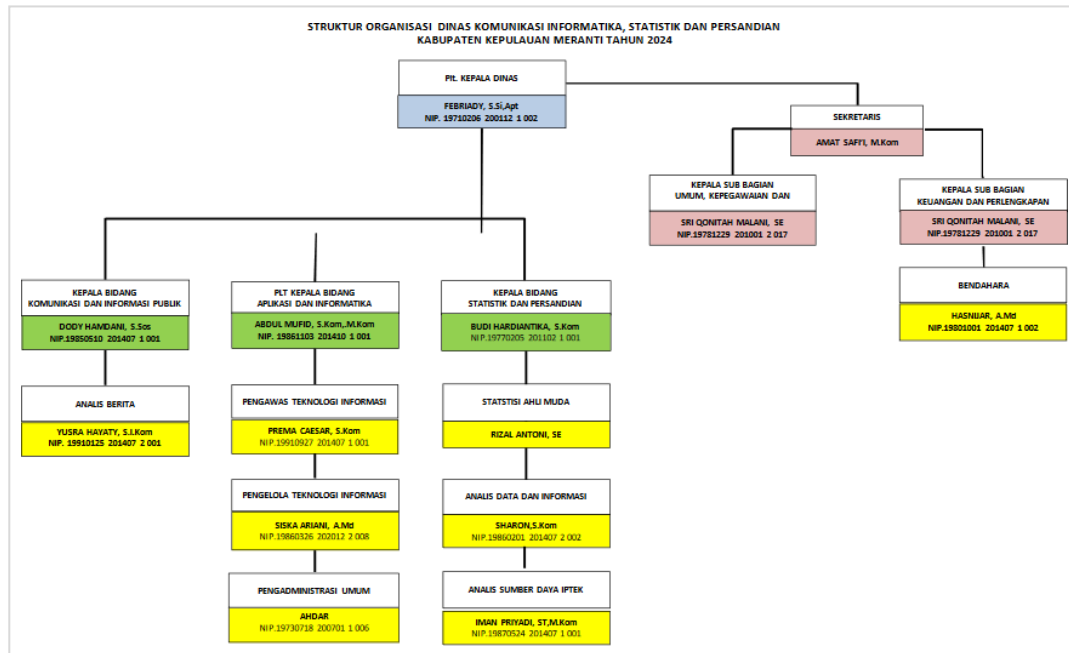 STRUKTUR ORGANISASI DINAS KOMUNIKASI INFORMATIKA, STATISTIK DAN PERSANDIAN
KABUPATEN KEPULAUAN MERANTI TAHUN 2024
Plt. KEPALA DINAS
FEBRIADY, S.Si,Apt
NIP. 19710206 200112 1 002
SEKRETARIS
AMAT SAFI'I, M.Kom
KEPALA SUB BAGIAN
UMUM, KEPEGAWAIAN DAN
SRI QONITAH MALANI, SE
NIP.19781229 201001 2 017
KEPALA SUB BAGIAN
KEUANGAN DAN PERLENGKAPAN
SRI QONITAH MALANI, SE
NIP.19781229 201001 2 017
BENDAHARA
HASNIJAR, A.Md
NIP.19801001 201407 1 002
KEPALA BIDANG
KOMUNIKASI DAN INFORMASI PUBLIK
DODY HAMDANI, S.Sos
NIP.19850510 201407 1 001
ANALIS BERITA
YUSRA HAYATY, S.I.Kom
NIP. 19910125 201407 2 001
PLT KEPALA BIDANG
APLIKASI DAN INFORMATIKA
ABDUL MUFID, S.Kom,.M.Kom
NIP. 19861103 201410 1 001
PENGAWAS TEKNOLOGI INFORMASI
PREMA CAESAR, S.Kom
NIP.19910927 201407 1 001
PENGELOLA TEKNOLOGI INFORMASI
SISKA ARIANI, A.Md
NIP.19860326 202012 2 008
PENGADMINISTRASI UMUM
AHDAR
NIP.19730718 200701 1 006
KEPALA BIDANG
STATISTIK DAN PERSANDIAN
BUDI HARDIANTIKA, S.Kom
NIP.19770205 201102 1 001
STATSTISI AHLI MUDA
RIZAL ANTONI, SE
ANALIS DATA DAN INFORMASI
SHARON,S.Kom
NIP.19860201 201407 2 002
ANALIS SUMBER DAYA IPTEK
IMAN PRIYADI, ST,M.Kom
NIP.19870524 201407 1 001